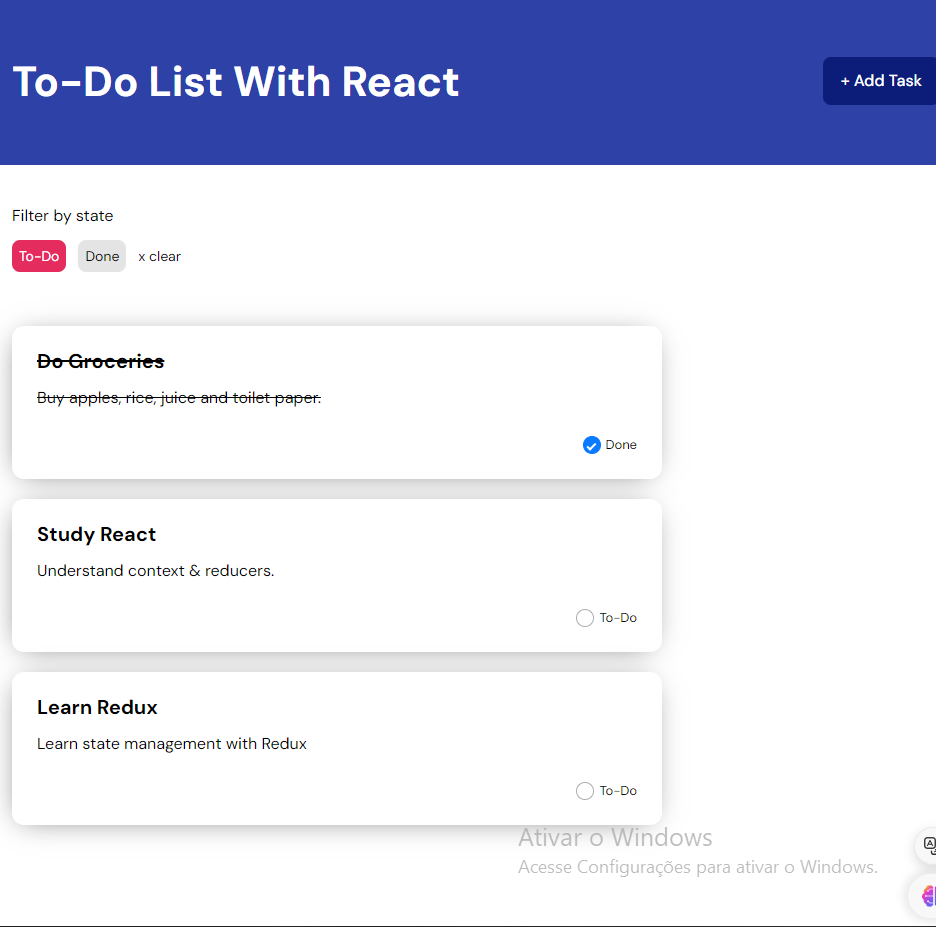 To-Do List With React
+ Add Task
Filter by state
To-Do
Done
x clear
Do Groceries
Buy apples, rice, juice and toilet paper.
Done
Study React
Understand context & reducers.
To-Do
Learn Redux
Learn state management with Redux
To-Do
Ativar o Windows
Acesse Configurações para ativar o Windows.